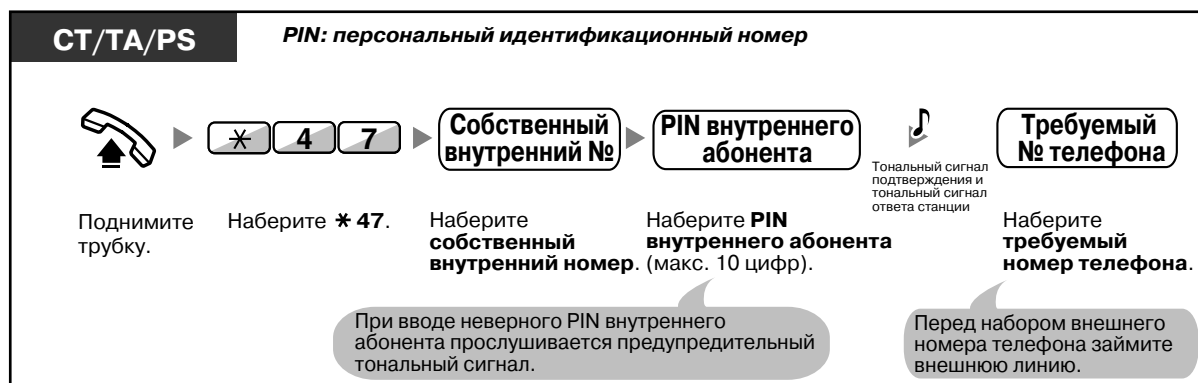 CT/TA/PS
PIN: персональный идентификационный номер
✱ 4 7
Собственный
внутренний №
PIN внутреннего
абонента
Тональный сигнал
подтверждения и
тональный сигнал
ответа станции
Требуемый
№ телефона
Поднимите
трубку.
Наберите ✱ 47.
Наберите
собственный
внутренний номер.
Наберите PIN
внутреннего абонента
(макс. 10 цифр).
Наберите
требуемый
номер телефона.
При вводе неверного PIN внутреннего
абонента прослушивается предупредительный
тональный сигнал.
Перед набором внешнего
номера телефона займите
внешнюю линию.